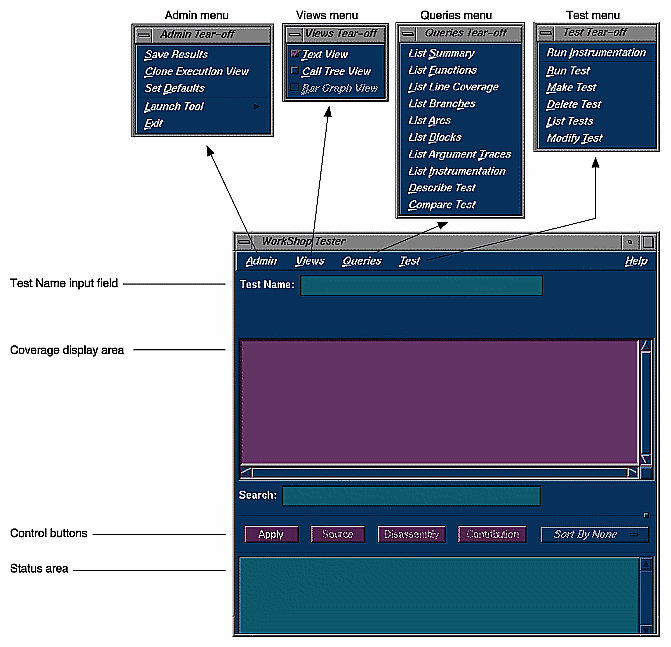 Admin menu
Views menu
Queries menu
Test menu
Admin Tear-off
Save Results
Clone Execution View
Set Defaults
Launch Tool
Exit
Views Tear-off
Text View
Call Tree View
Bar Graph View
Queries Tear-off
List Summary
List Functions
List Line Coverage
List Branches
List Arcs
List Blocks
List Argument Traces
List Instrumentation
Describe Test
Compare Test
Test Tear-off
Run Instrumentation
Run Test
Make Test
Delete Test
List Tests
Modify Test
WorkShop Tester
Admin Views Queries Test Help
Test Name input field
Test Name:
Coverage display area
Search:
Control buttons
Apply Source Disassembly Contribution Sort By None
Status area